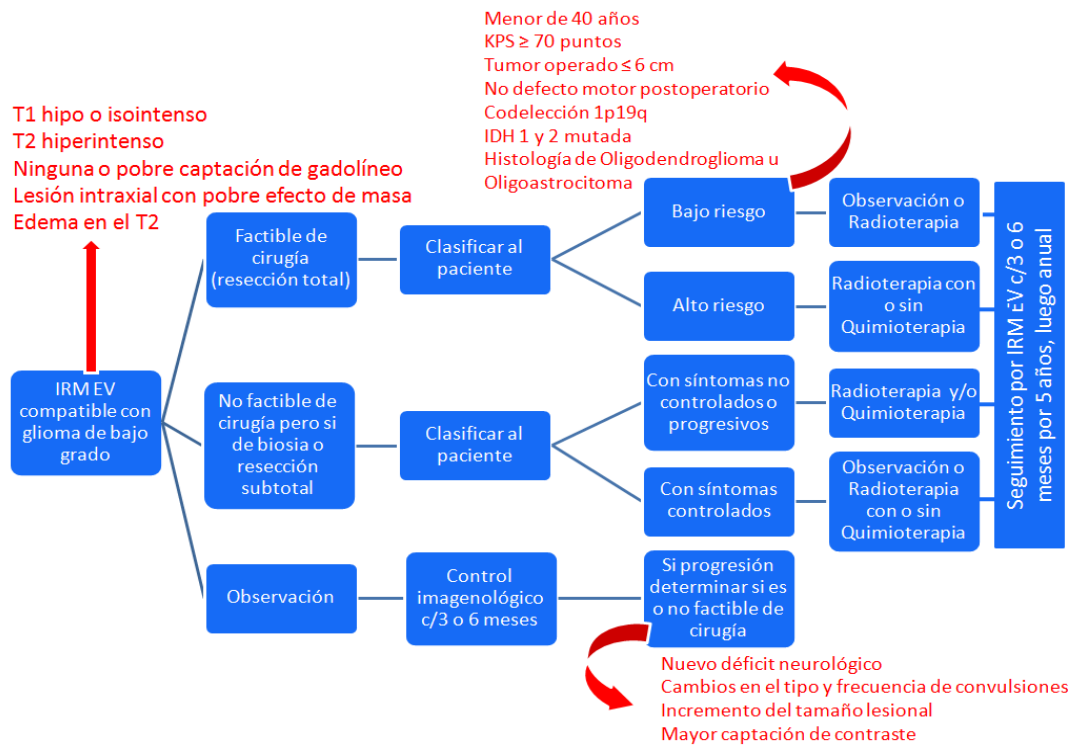 Menor de 40 años
KPS ≥ 70 puntos
Tumor operado ≤ 6 cm
No defecto motor postoperatorio
Codelección 1p19q
IDH 1 y 2 mutada
Histología de Oligodendroglioma u
Oligoastrocitoma
T1 hipo o isointenso
T2 hiperintenso
Ninguna o pobre captación de gadolíneo
Lesión intraxial con pobre efecto de masa
Edema en el T2
IRM EV
compatible con
glioma de bajo
grado
Factible de
cirugía
(resección total)
Clasificar al
paciente
Bajo riesgo
Observación o
Radioterapia
Alto riesgo
Radioterapia con
o sin
Quimioterapia
No factible de
cirugía pero si
de biosia o
resección
subtotal
Clasificar al
paciente
Con síntomas no
controlados o
progresivos
Radioterapia y/o
Quimioterapia
Con síntomas
controlados
Observación o
Radioterapia
con o sin
Quimioterapia
Seguimiento por IRM EV c/3 o 6
meses por 5 años, luego anual
Observación
Control
imagenológico
c/3 o 6 meses
Si progresión
determinar si es
o no factible de
cirugía
Nuevo déficit neurológico
Cambios en el tipo y frecuencia de convulsiones
Incremento del tamaño lesional
Mayor captación de contraste